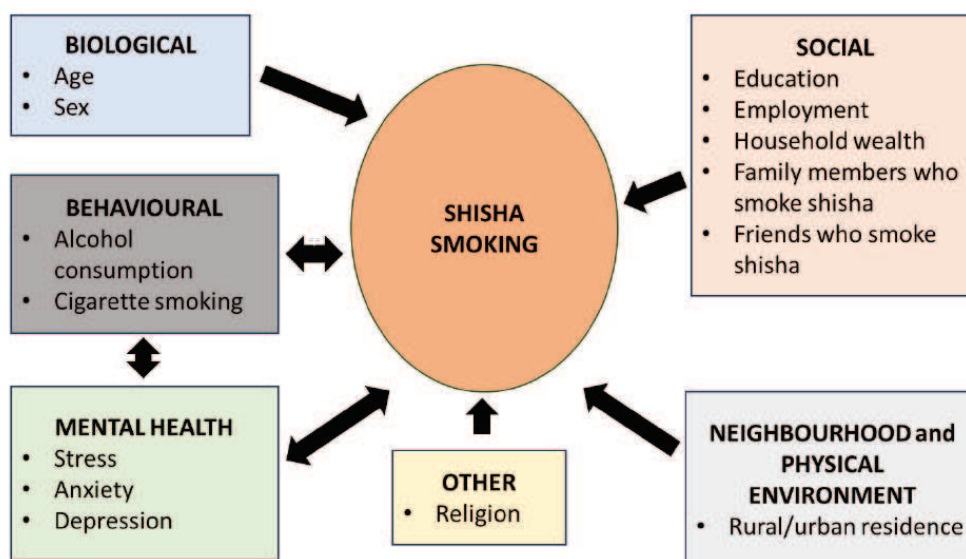 BIOLOGICAL
• Age
• Sex
BEHAVIOURAL
• Alcohol
consumption
• Cigarette smoking
MENTAL HEALTH
• Stress
• Anxiety
• Depression
SHISHA
SMOKING
OTHER
• Religion
SOCIAL
• Education
• Employment
• Household wealth
• Family members who
smoke shisha
• Friends who smoke
shisha
NEIGHBOURHOOD and
PHYSICAL
ENVIRONMENT
• Rural/urban residence